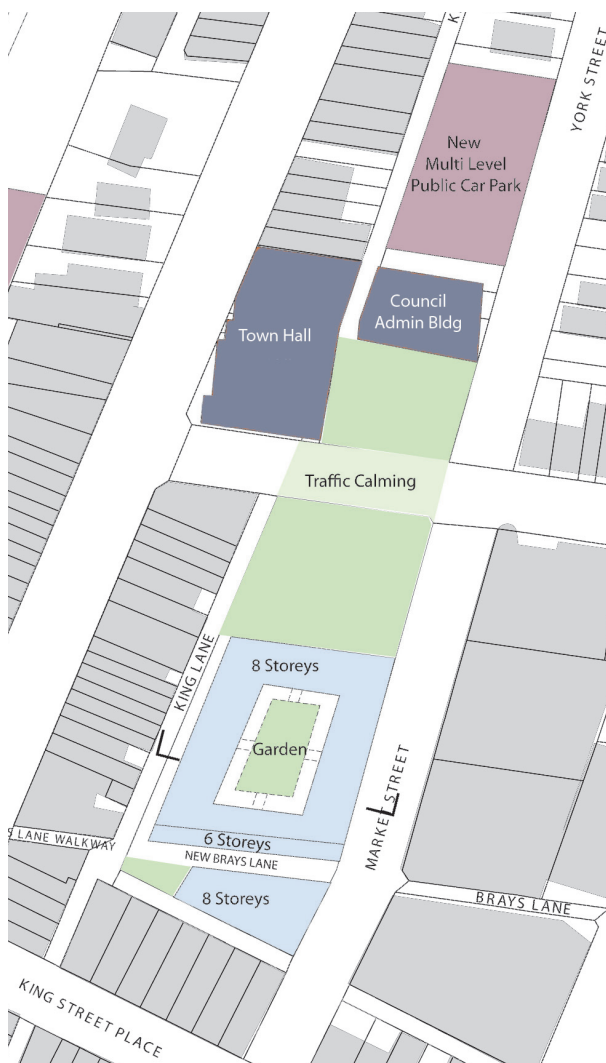 K
YORK STREET
New
Multi Level
Public Car Park
Council
Admin Bldg
Town Hall
Traffic Calming
KING LANE
8 Storeys
Garden
MARKET STREET
6 Storeys
S LANE WALKWAY
NEW BRAYS LANE
8 Storeys
BRAYS LANE
KING STREET PLACE